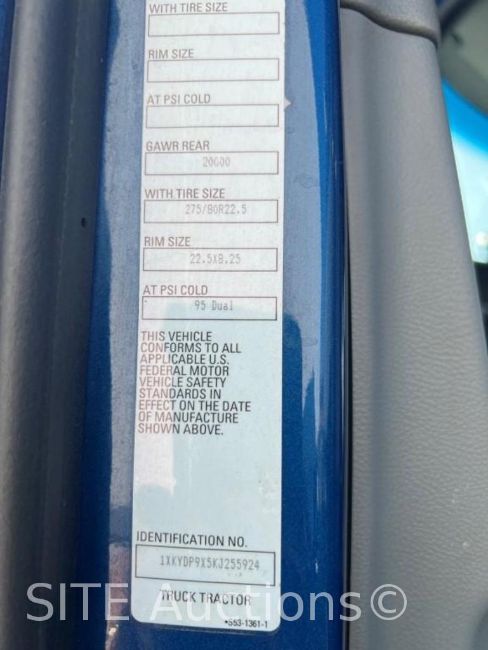 WITH TIRE SIZE
RIM SIZE
AT PSI COLD
GAWR REAR
20000
WITH TIRE SIZE
275/80R22.5
RIM SIZE
22.5X8.25
AT PSI COLD
95 Dual
THIS VEHICLE
CONFORMS TO ALL
APPLICABLE U.S.
FEDERAL MOTOR
VEHICLE SAFETY
STANDARDS IN
EFFECT ON THE DATE
OF MANUFACTURE
SHOWN ABOVE.
IDENTIFICATION NO.
1XKYDP9X5KJ255924
TRUCK TRACTOR
*S53-1361-1
SITE Auctions©